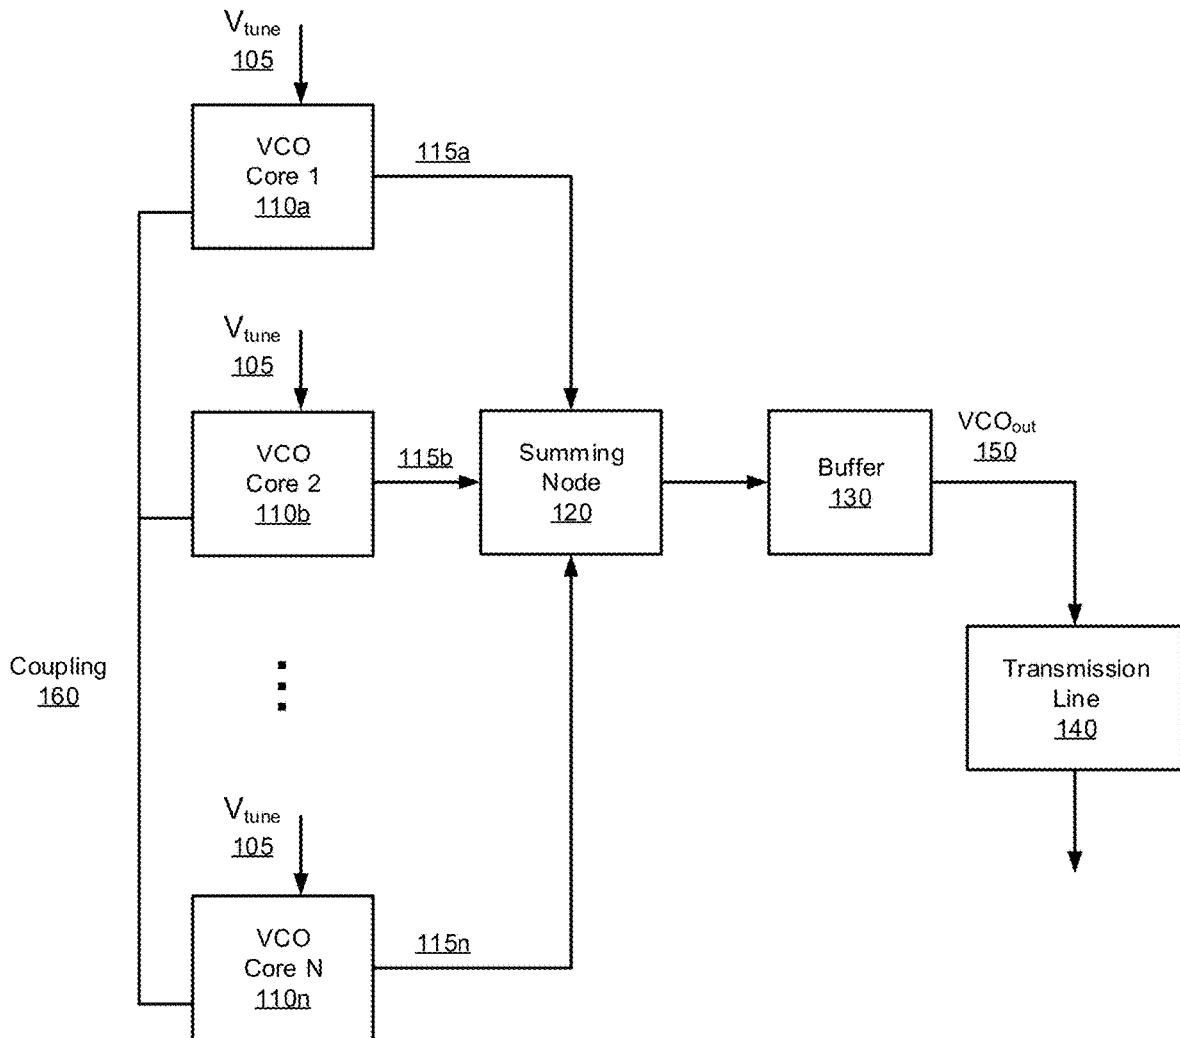 Vtune
105
VCO
Core 1
110a
115a
Vtune
105
VCO
Core 2
110b
115b
Summing
Node
120
Buffer
130
VCOout
150
Coupling
160
Transmission
Line
140
Vtune
105
VCO
Core N
110n
115n